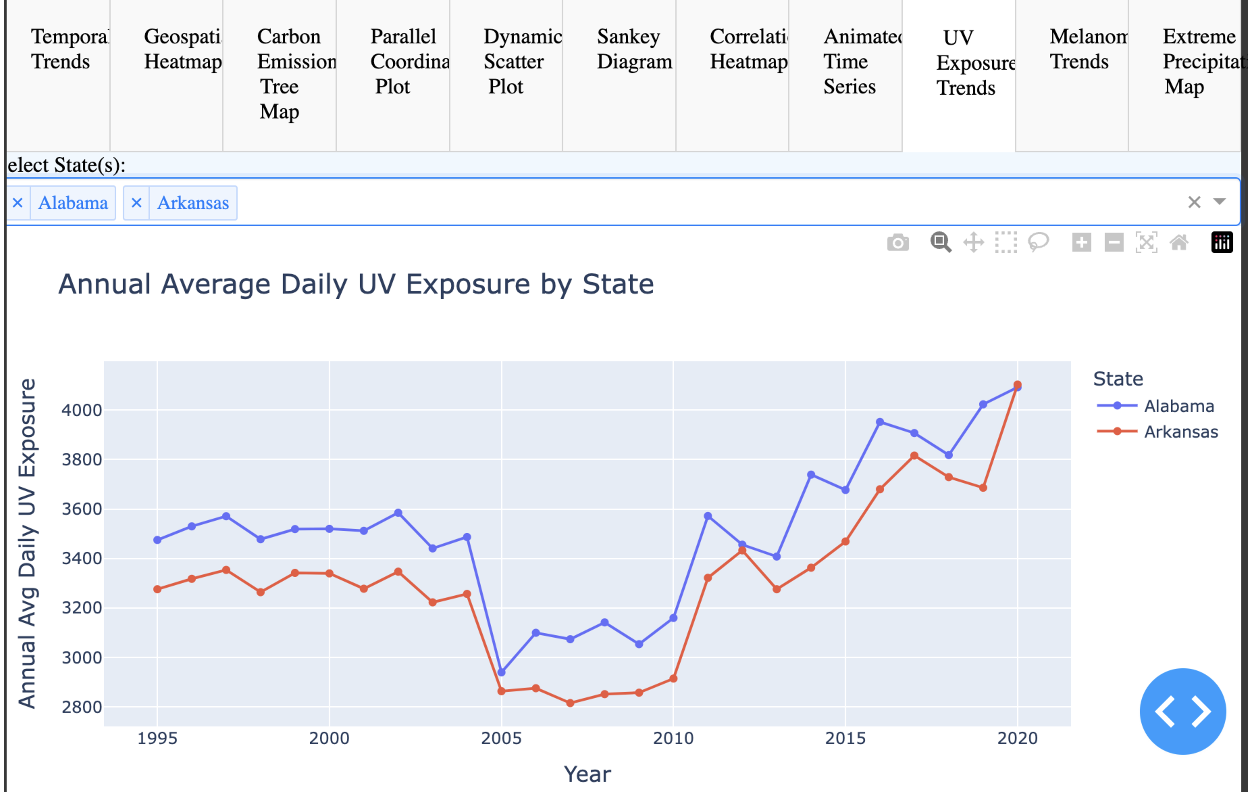 Tempora
Trends
Geospati
Heatmap
Carbon
Emission
Tree
Map
Parallel
Coordina
Plot
Dynamic
Scatter
Plot
Sankey
Diagram
Correlati
Heatmap
Animated
Time
Series
UV
Exposure
Trends
Melanom
Trends
Extreme
Precipitat
Map
elect State(s):
× Alabama × Arkansas
Annual Average Daily UV Exposure by State
Annual Avg Daily UV Exposure
4000
3800
3600
3400
3200
3000
2800
1995 2000 2005 2010 2015 2020
Year
State
Alabama
Arkansas